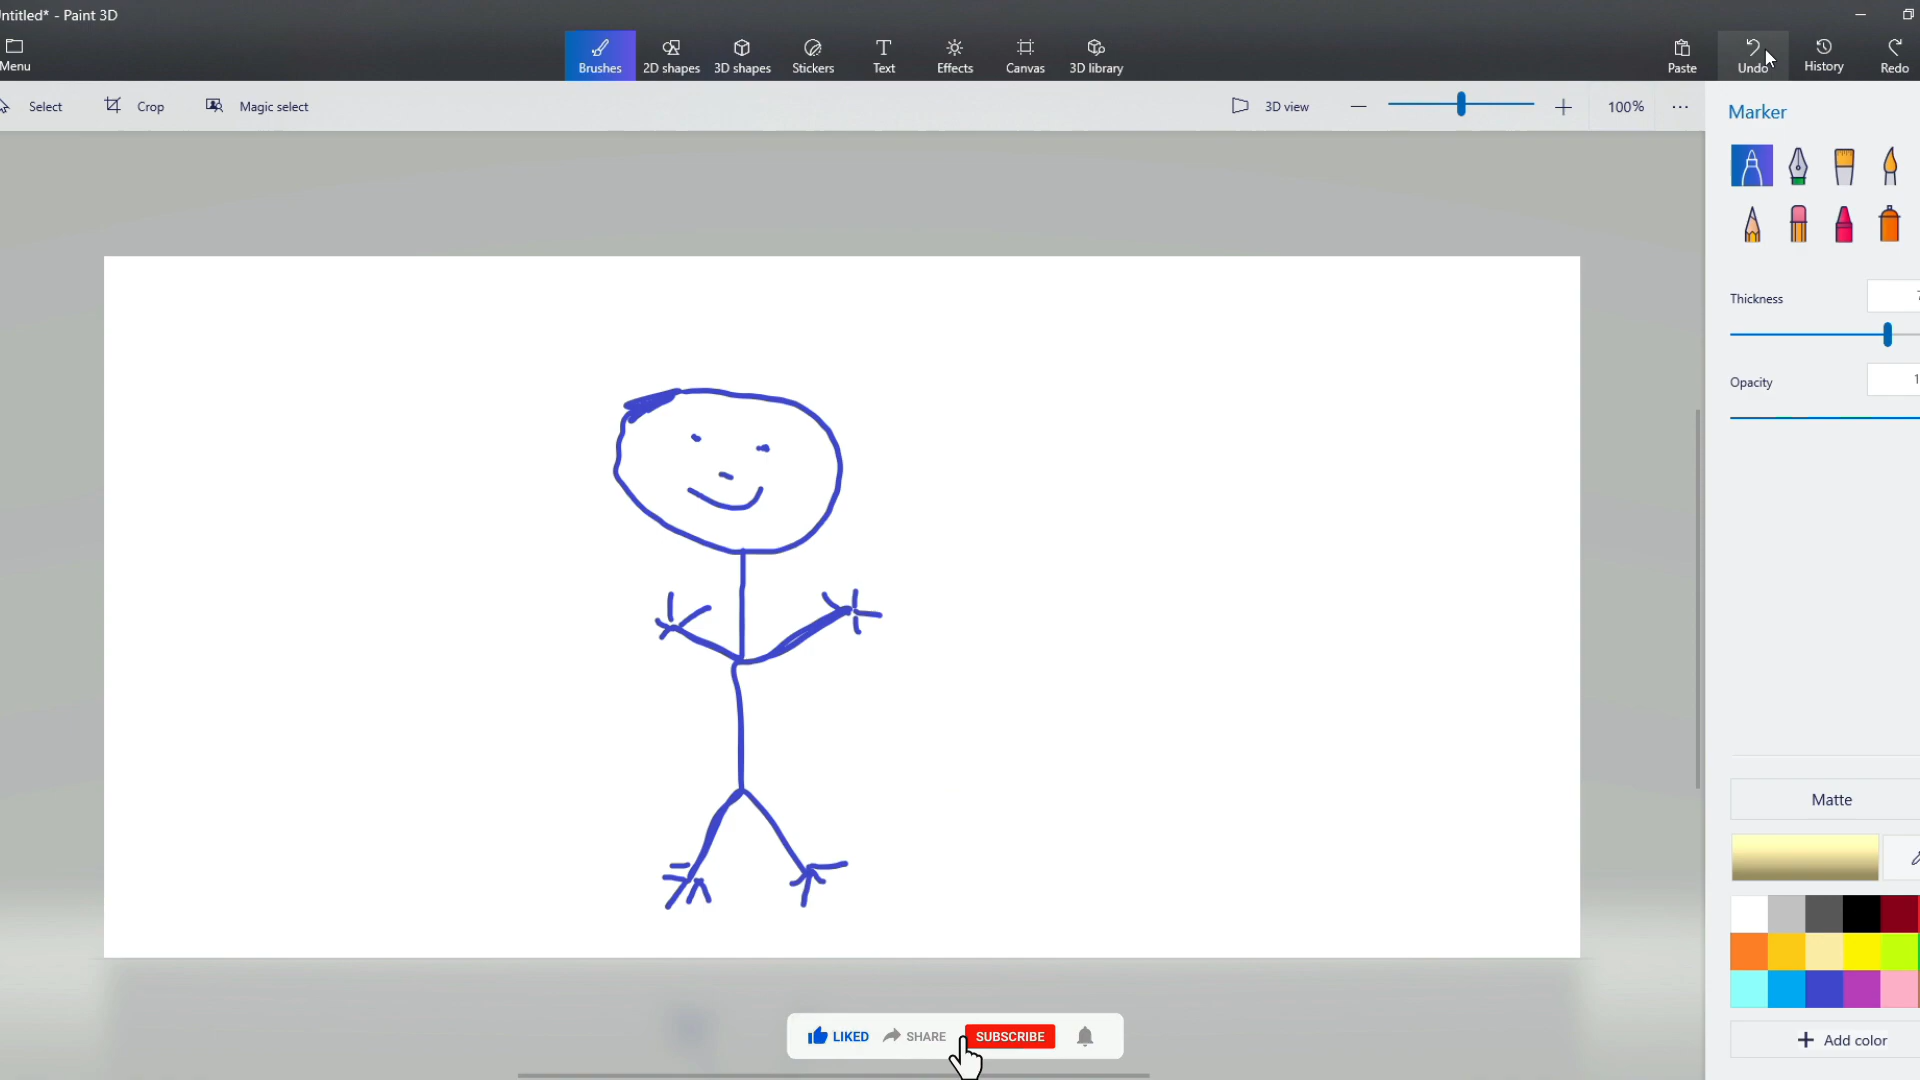 ntitled* - Paint 3D
Menu
Brushes
2D shapes
3D shapes
Stickers
Text
Effects
Canvas
3D library
Paste
Undo
History
Redo
Select
Crop
Magic select
3D view
100%
Marker
Thickness
Opacity
1
Matte
Add color
LIKED
SHARE
SUBSCRIBE